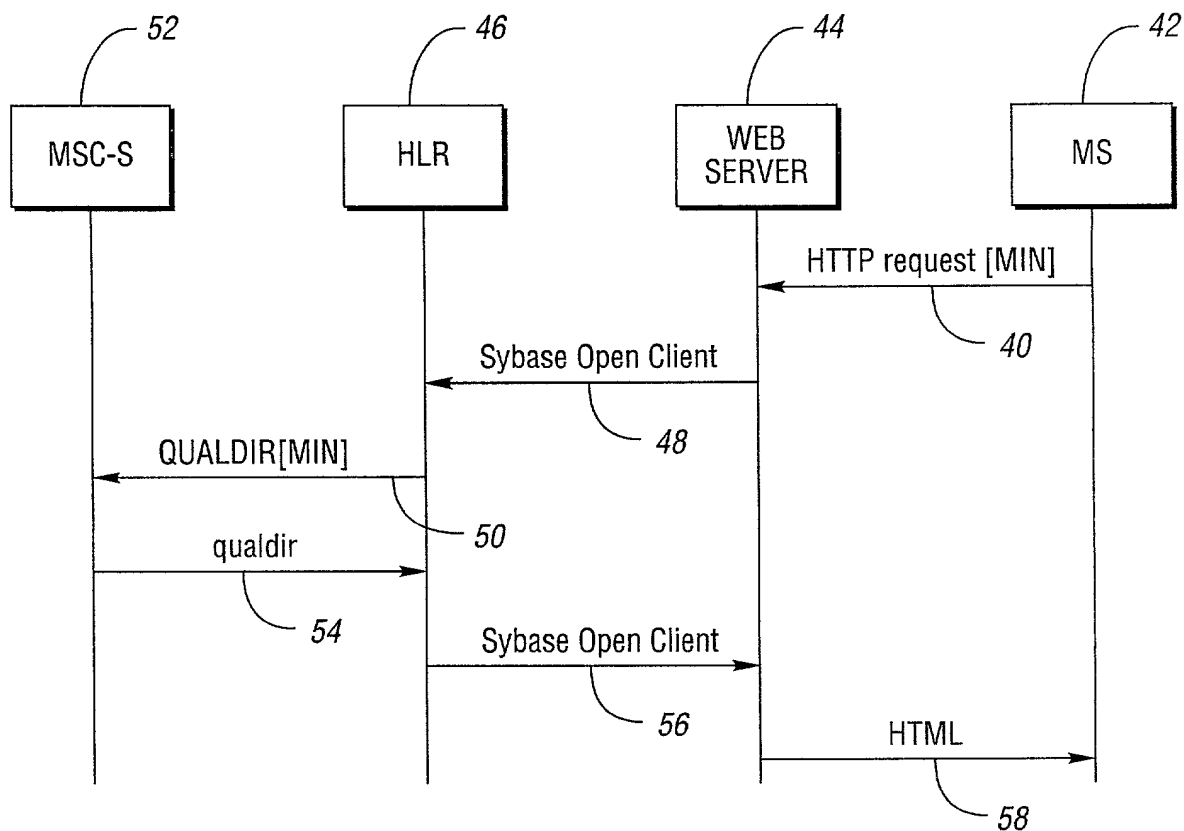 52
46
44
42
MSC-S
HLR
WEB
SERVER
MS
HTTP request [MIN]
40
Sybase Open Client
48
QUALDIR[MIN]
50
qualdir
54
Sybase Open Client
56
HTML
58